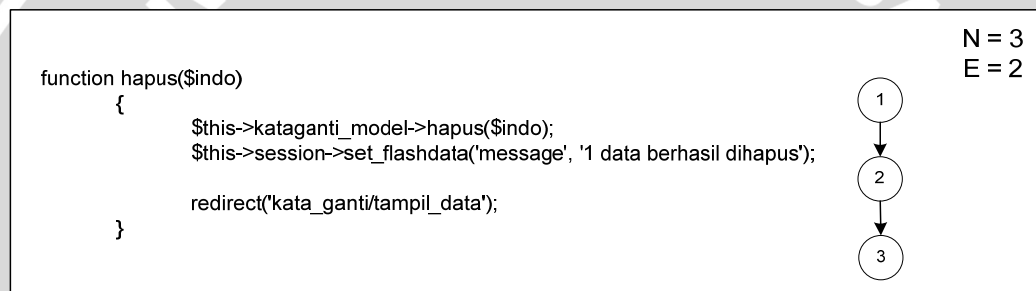 N = 3
E = 2
function hapus($indo)
{
$this->kataganti_model->hapus($indo);
$this->session->set_flashdata('message', '1 data berhasil dihapus');
redirect('kata_ganti/tampil_data');
}
1
2
3